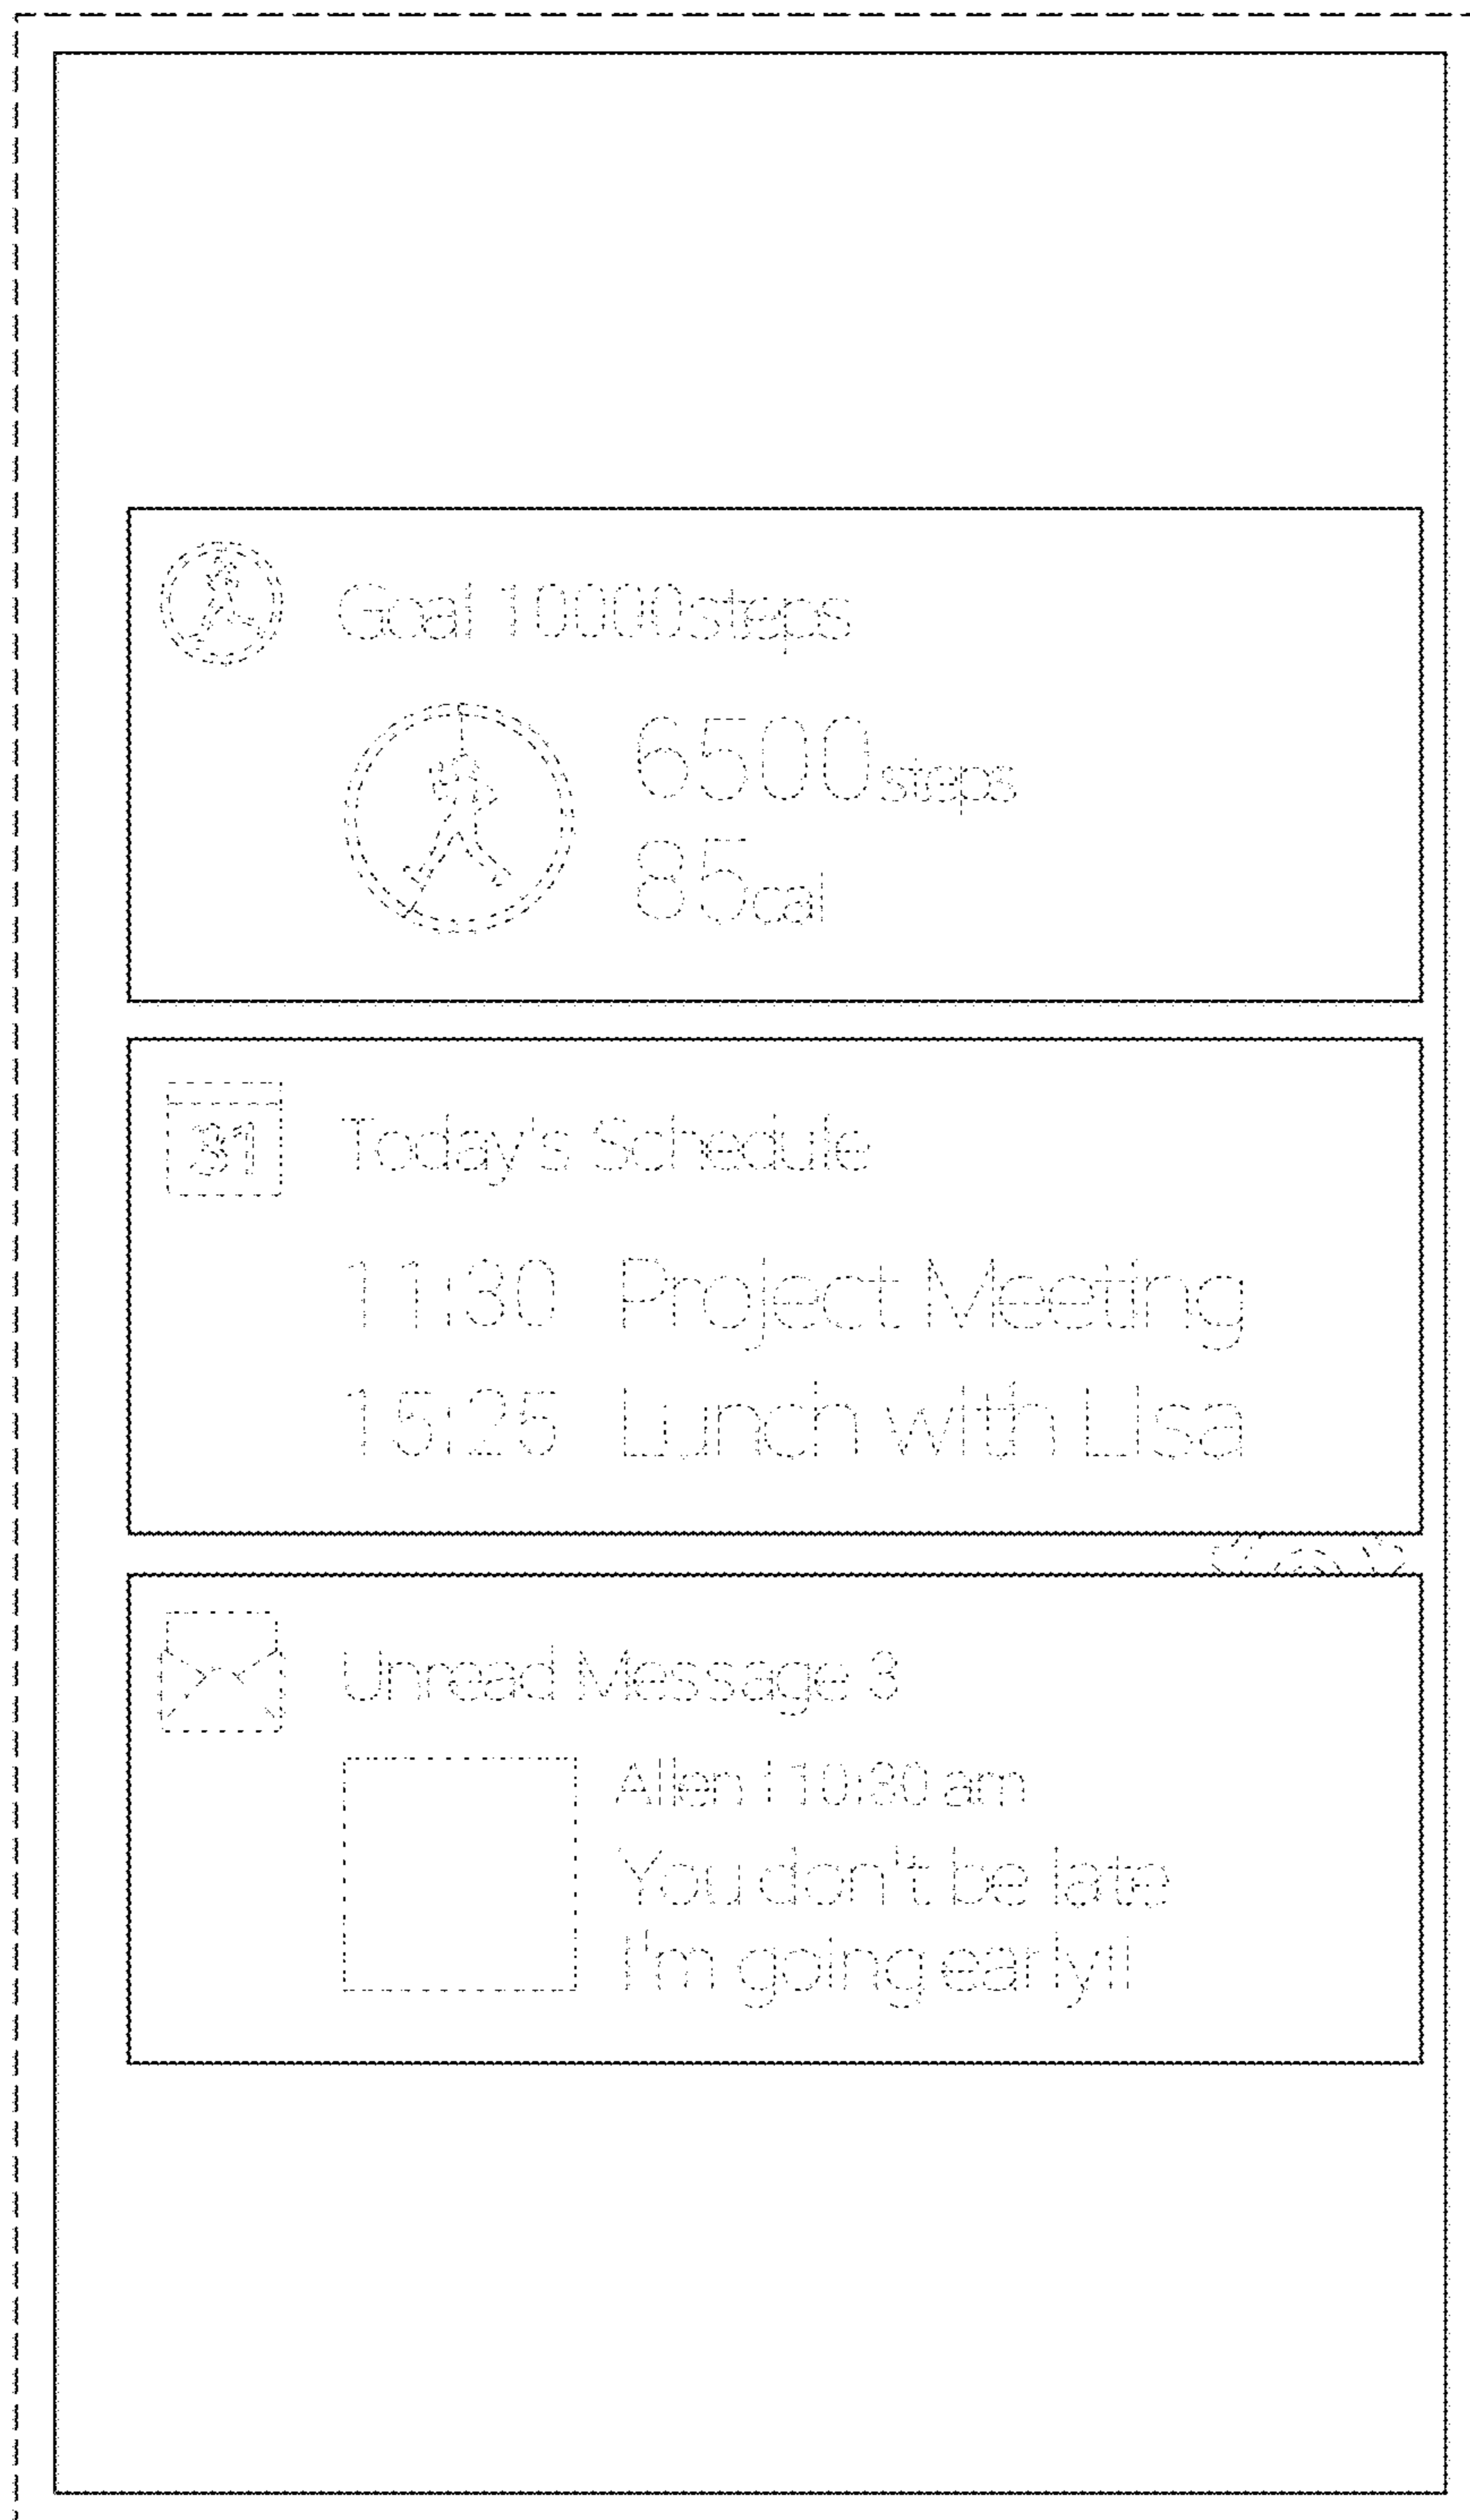 Goal 10000steps
6500steps
85cal
31
Today's Schedule
11:30 Project Meeting
15:25 Lunch with Lisa
Unread Message 3
Allen | 10:30 am
You don't be late
I'm going early!!